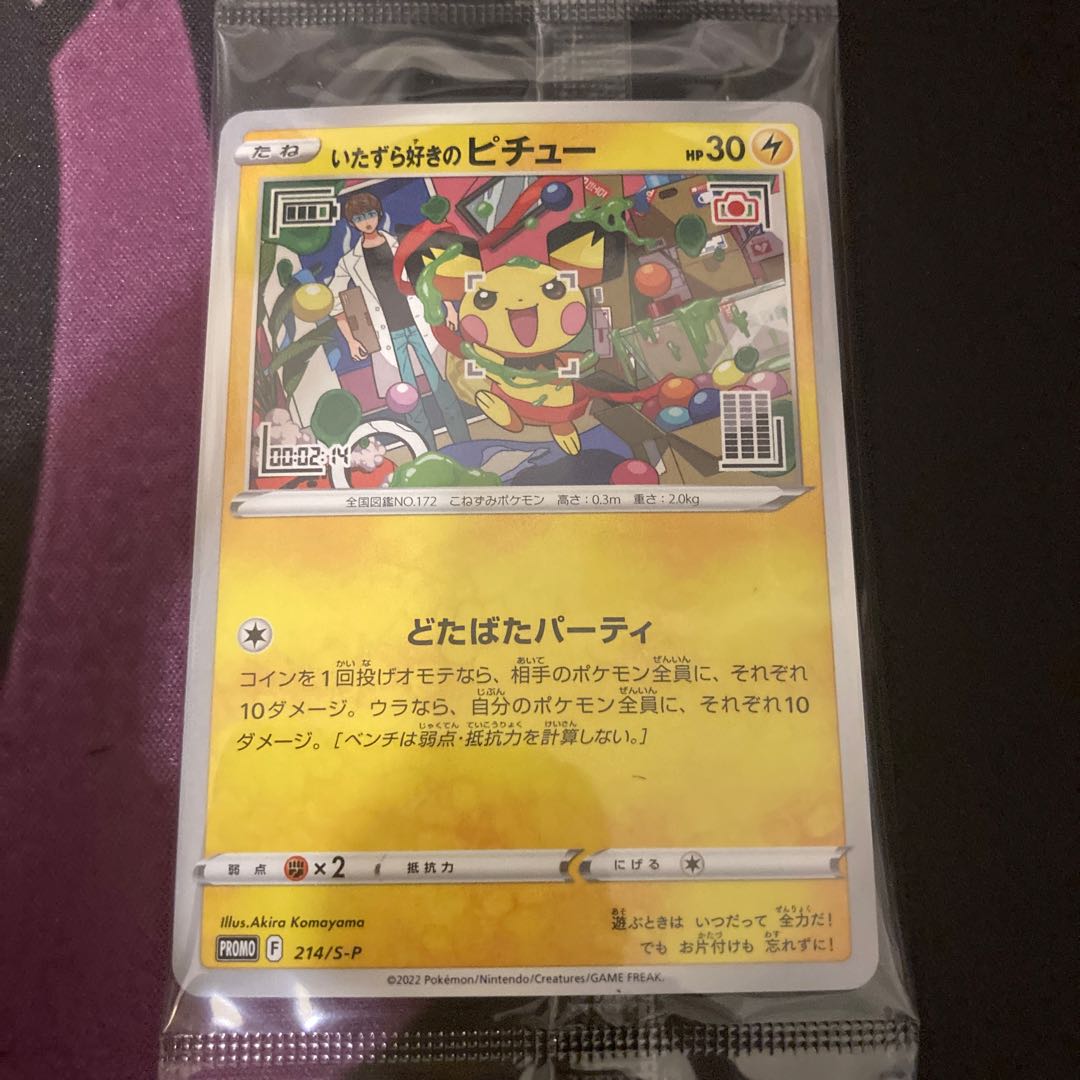 たね いたずら好きのピチュー HP30
00:02:14
全国図鑑NO.172 こねずみポケモン 高さ:0.3m 重さ:2.0kg
どたばたパーティ
コインを1回投げオモテなら、相手のポケモン全員に、それぞれ
10ダメージ。ウラなら、自分のポケモン全員に、それぞれ10
ダメージ。[ベンチは弱点・抵抗力を計算しない。]
弱点 ×2 抵抗力 にげる
Illus.Akira Komayama
遊ぶときは いつだって 全力だ!
でも お片付けも 忘れずに!
PROMO F 214/S-P
©2022 Pokémon/Nintendo/Creatures/GAME FREAK.